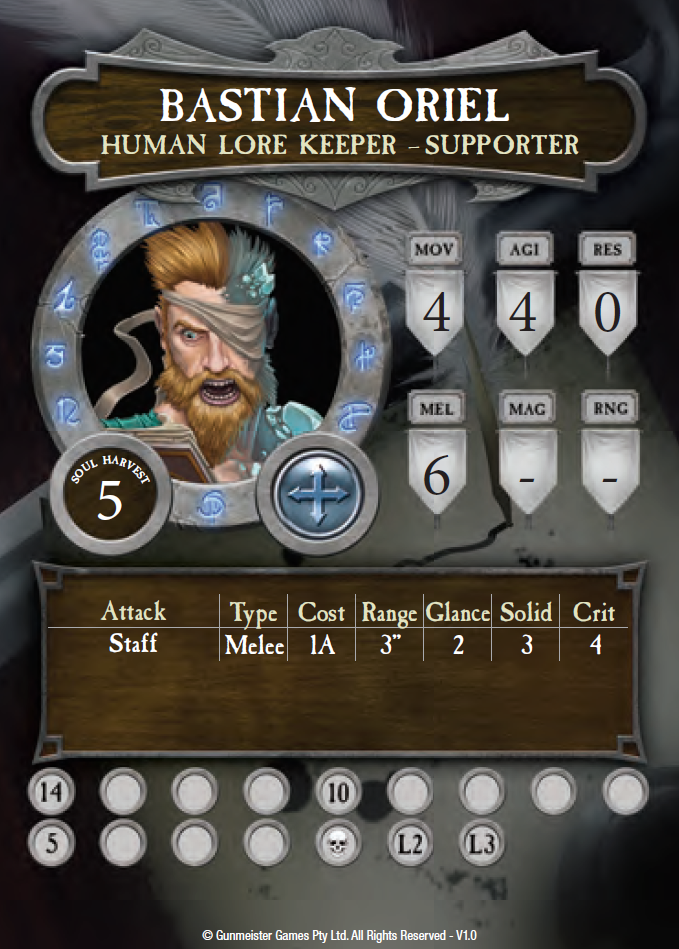 BASTIAN ORIEL
HUMAN LORE KEEPER – SUPPORTER
MOV AGI RES
4 4 0
MEL MAG RNG
6 - -
SOUL HARVEST
5
Attack Type Cost Range Glance Solid Crit
Staff Melee 1A 3” 2 3 4
14 10
5 L2 L3
© Gunmeister Games Pty Ltd. All Rights Reserved - V1.0